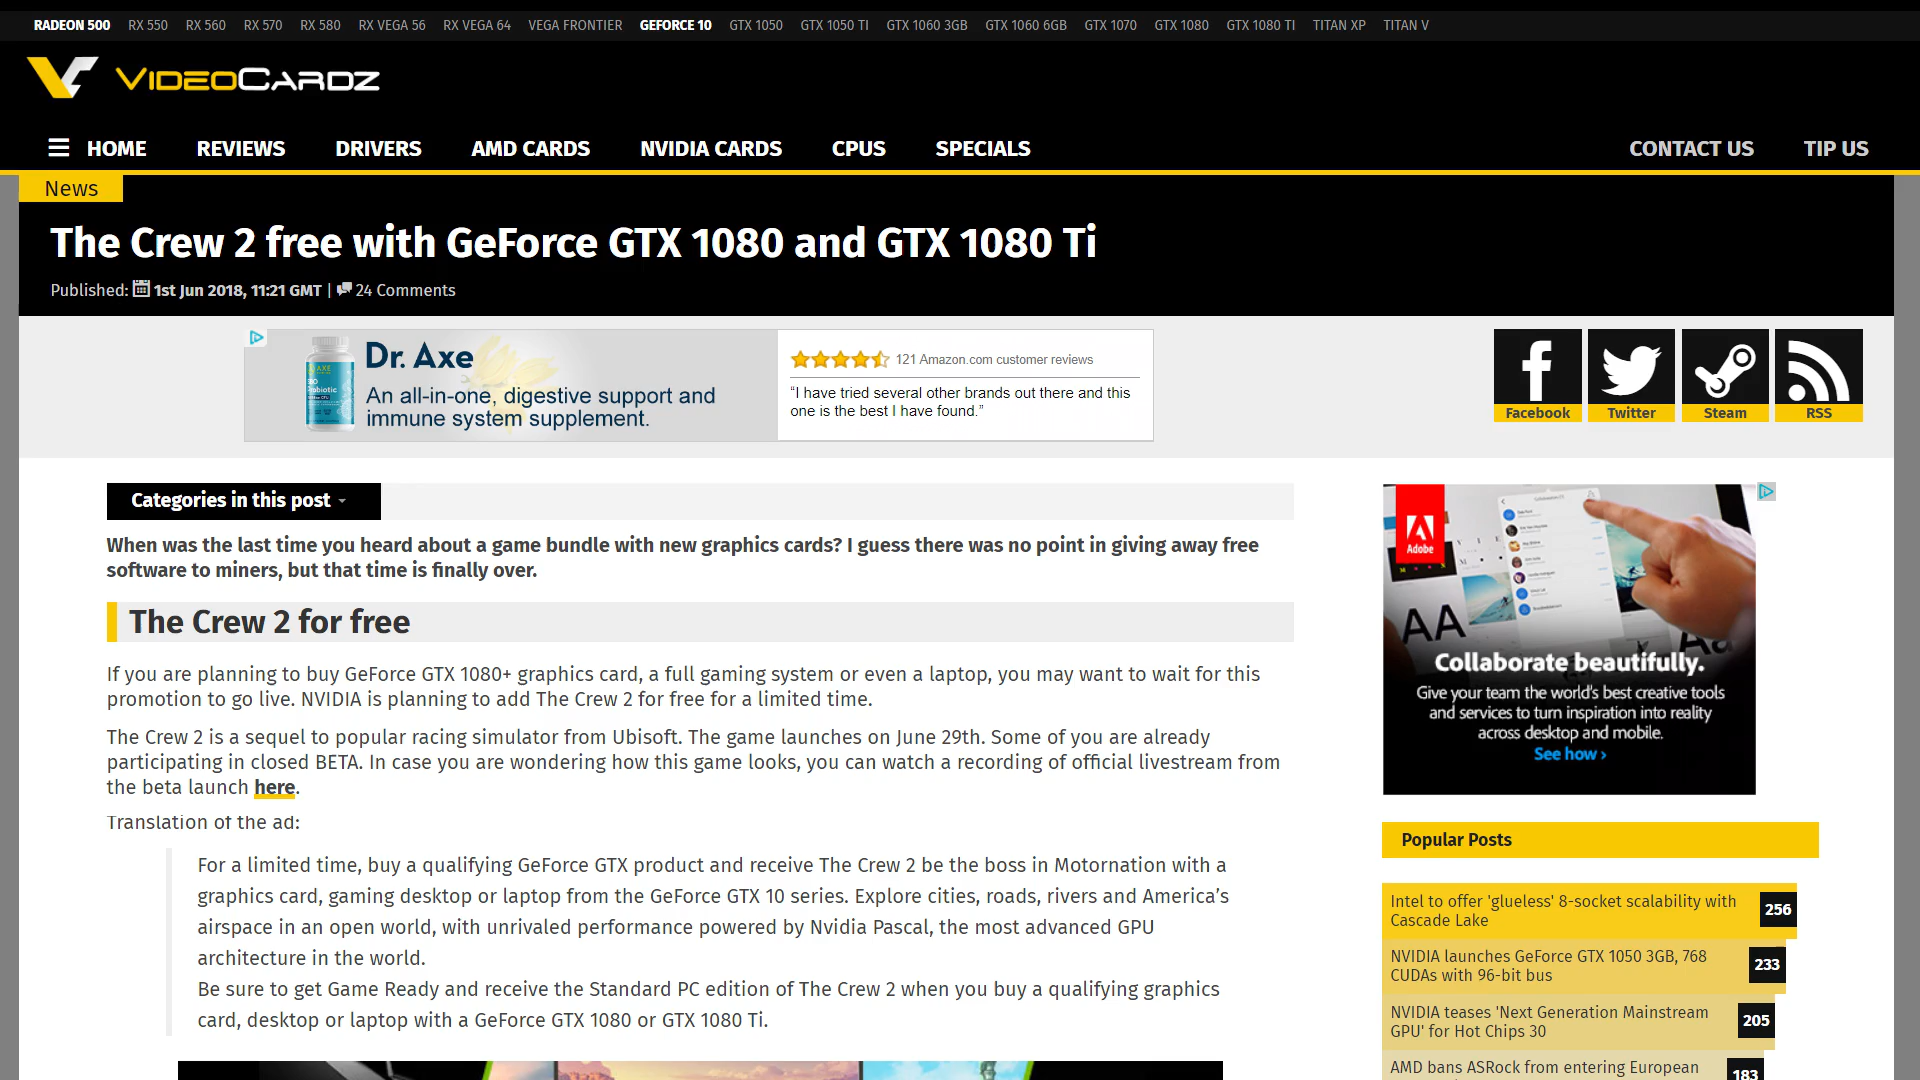 RADEON 500 RX 550 RX 560 RX 570 RX 580 RX VEGA 56 RX VEGA 64 VEGA FRONTIER GEFORCE 10 GTX 1050 GTX 1050 TI GTX 1060 3GB GTX 1060 6GB GTX 1070 GTX 1080 GTX 1080 TI TITAN XP TITAN V
VIDEOCARDZ
HOME REVIEWS DRIVERS AMD CARDS NVIDIA CARDS CPUS SPECIALS CONTACT US TIP US
News
The Crew 2 free with GeForce GTX 1080 and GTX 1080 Ti
Published: 1st Jun 2018, 11:21 GMT | 24 Comments
Dr. Axe
An all-in-one, digestive support and
immune system supplement.
121 Amazon.com customer reviews
“I have tried several other brands out there and this
one is the best I have found.”
Facebook Twitter Steam RSS
Categories in this post
When was the last time you heard about a game bundle with new graphics cards? I guess there was no point in giving away free
software to miners, but that time is finally over.
The Crew 2 for free
If you are planning to buy GeForce GTX 1080+ graphics card, a full gaming system or even a laptop, you may want to wait for this
promotion to go live. NVIDIA is planning to add The Crew 2 for free for a limited time.
The Crew 2 is a sequel to popular racing simulator from Ubisoft. The game launches on June 29th. Some of you are already
participating in closed BETA. In case you are wondering how this game looks, you can watch a recording of official livestream from
the beta launch here.
Translation of the ad:
For a limited time, buy a qualifying GeForce GTX product and receive The Crew 2 be the boss in Motornation with a
graphics card, gaming desktop or laptop from the GeForce GTX 10 series. Explore cities, roads, rivers and America’s
airspace in an open world, with unrivaled performance powered by Nvidia Pascal, the most advanced GPU
architecture in the world.
Be sure to get Game Ready and receive the Standard PC edition of The Crew 2 when you buy a qualifying graphics
card, desktop or laptop with a GeForce GTX 1080 or GTX 1080 Ti.
Adobe
AA
Collaborate beautifully.
Give your team the world's best creative tools
and services to turn inspiration into reality
across desktop and mobile.
See how ›
Popular Posts
Intel to offer 'glueless' 8-socket scalability with
Cascade Lake
256
NVIDIA launches GeForce GTX 1050 3GB, 768
CUDAs with 96-bit bus
233
NVIDIA teases 'Next Generation Mainstream
GPU' for Hot Chips 30
205
AMD bans ASRock from entering European
183